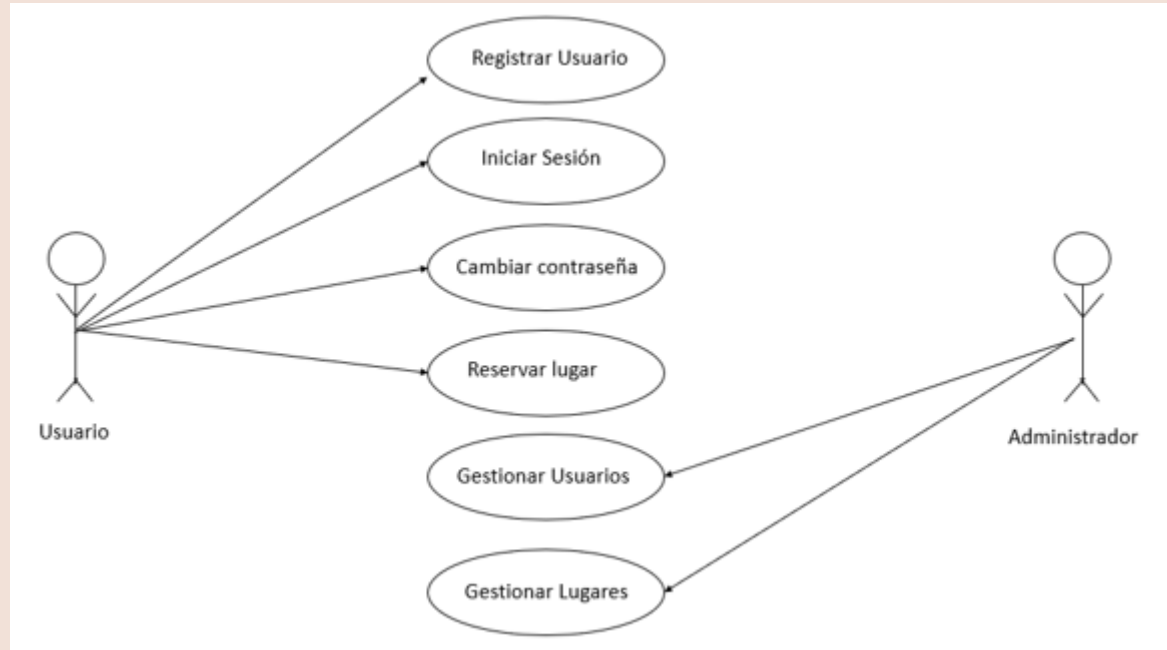 Registrar Usuario
Iniciar Sesión
Cambiar contraseña
Reservar lugar
Usuario
Administrador
Gestionar Usuarios
Gestionar Lugares